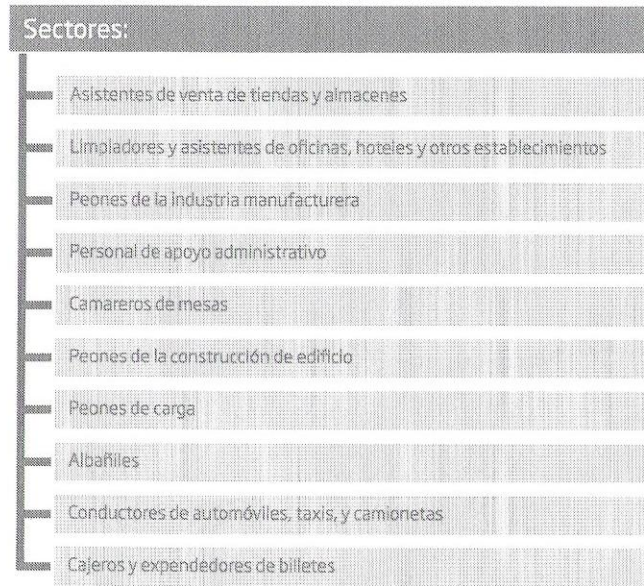 Sectores:
Asistentes de venta de tiendas y almacenes
Limpiadores y asistentes de oficinas, hoteles y otros establecimientos
Peones de la industria manufacturera
Personal de apoyo administrativo
Camareros de mesas
Peones de la construcción de edificio
Peones de carga
Albañiles
Conductores de automóviles, taxis, y camionetas
Cajeros y expendedores de billetes